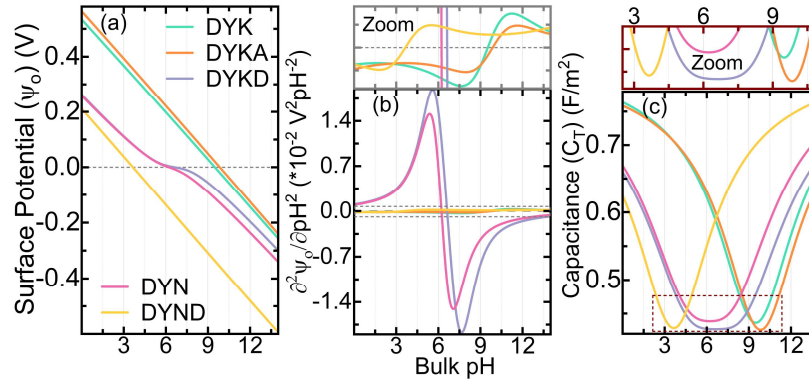 (a)
DYK
DYKA
DYKD
DYN
DYND
Surface Potential (ψₒ) (V)
0.4
0.2
0.0
-0.2
-0.4
3 6 9 12
Zoom
(b)
∂²ψₒ/∂pH² (*10⁻² V²pH⁻²)
1.4
0.7
0.0
-0.7
-1.4
3 6 9 12
Bulk pH
3 6 9
Zoom
(c)
Capacitance (C_T) (F/m²)
0.7
0.6
0.5
3 6 9 12